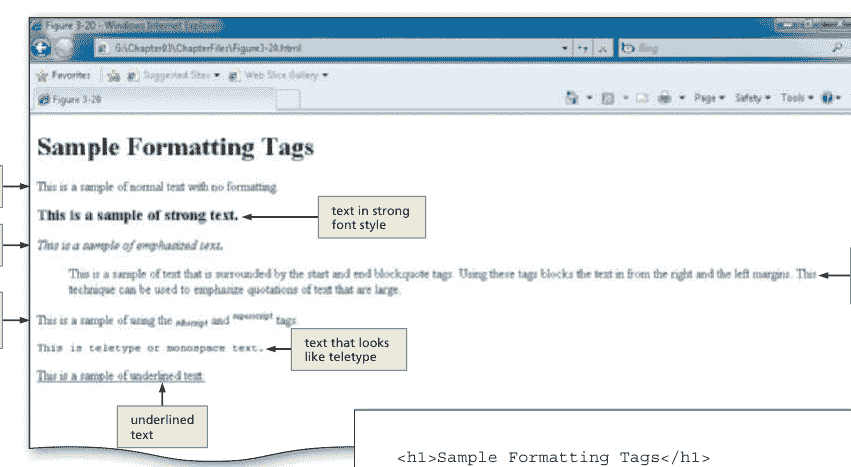 Figure 3-20 - Windows Internet Explorer
G:\Chapter03\ChapterFiles\Figure3-20.html
Bing
Favorites
Suggested Sites
Web Slice Gallery
Figure 3-20
Page
Safety
Tools
Sample Formatting Tags
This is a sample of normal text with no formatting.
This is a sample of strong text.
text in strong
font style
This is a sample of emphasized text.
This is a sample of text that is surrounded by the start and end blockquote tags. Using these tags blocks the text in from the right and the left margins. This
technique can be used to emphasize quotations of text that are large.
This is a sample of using the subscript and superscript tags.
This is teletype or monospace text.
text that looks
like teletype
This is a sample of underlined text.
underlined
text
<h1>Sample Formatting Tags</h1>